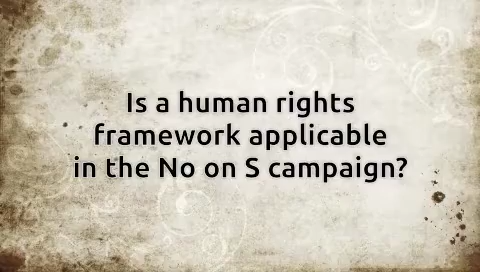 Is a human rights
framework applicable
in the No on S campaign?